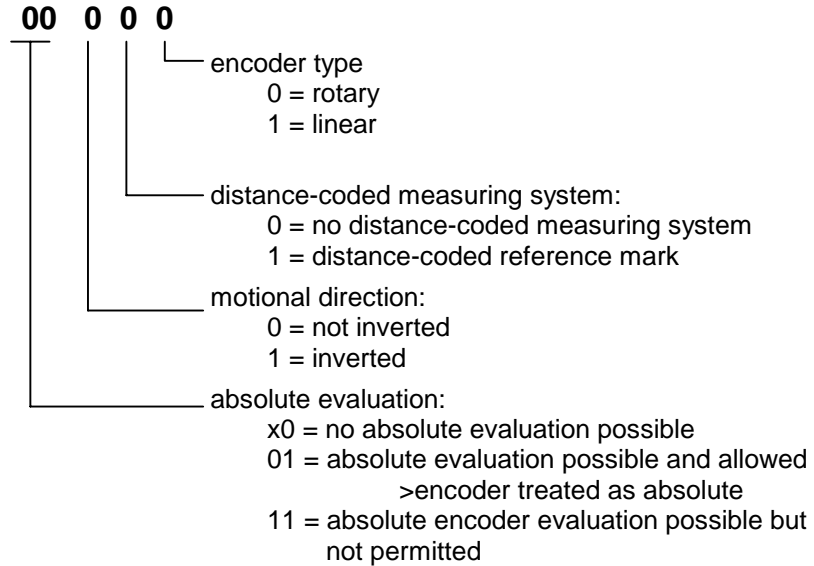 00 0 0 0
encoder type
0 = rotary
1 = linear
distance-coded measuring system:
0 = no distance-coded measuring system
1 = distance-coded reference mark
motional direction:
0 = not inverted
1 = inverted
absolute evaluation:
x0 = no absolute evaluation possible
01 = absolute evaluation possible and allowed
>encoder treated as absolute
11 = absolute encoder evaluation possible but
not permitted